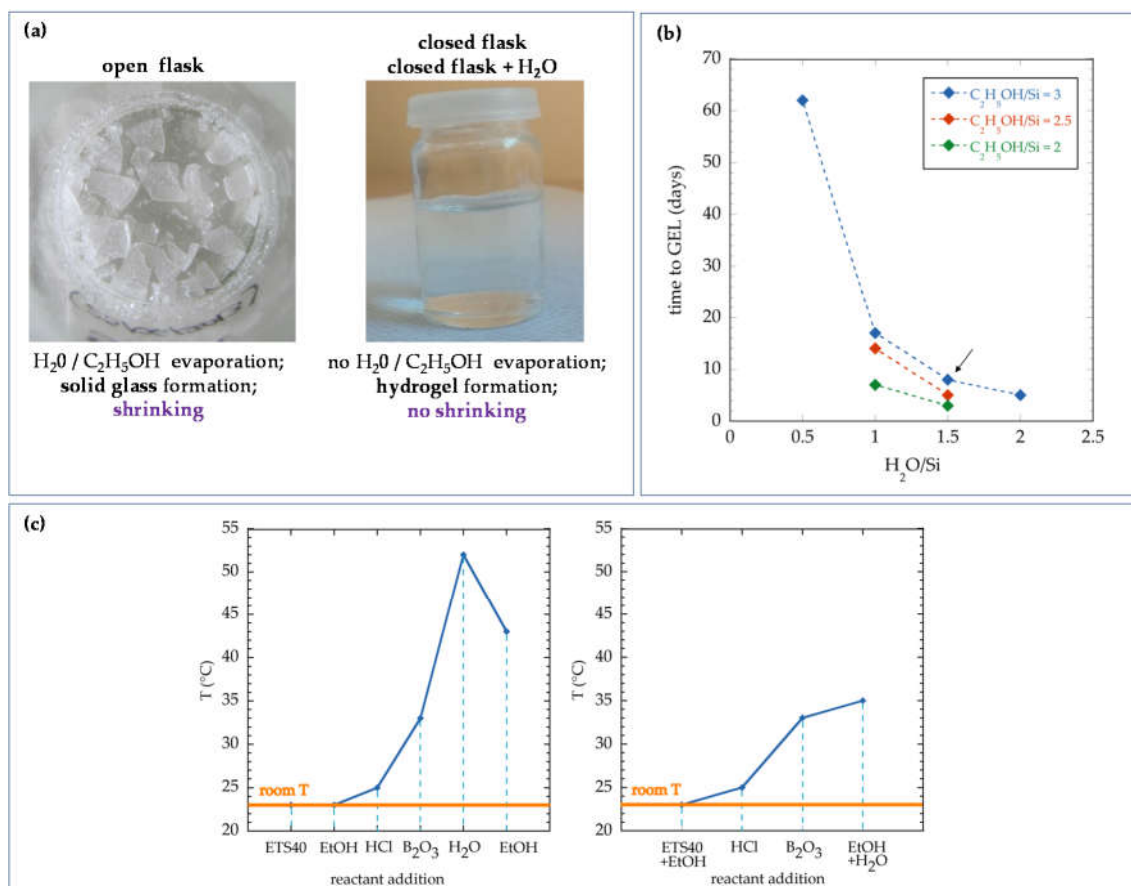 (a)
open flask
closed flask
closed flask + H₂O
H₂0 / C₂H₅OH evaporation;
solid glass formation;
shrinking
no H₂0 / C₂H₅OH evaporation;
hydrogel formation;
no shrinking
(b)
70
60
50
40
30
20
10
0
time to GEL (days)
C₂H₅OH/Si = 3
C₂H₅OH/Si = 2.5
C₂H₅OH/Si = 2
0 0.5 1 1.5 2 2.5
H₂O/Si
(c)
55
50
45
40
35
30
25
20
T (°C)
room T
ETS40 EtOH HCl B₂O₃ H₂O EtOH
reactant addition
55
50
45
40
35
30
25
20
T (°C)
room T
ETS40 HCl B₂O₃ EtOH
+EtOH +H₂O
reactant addition